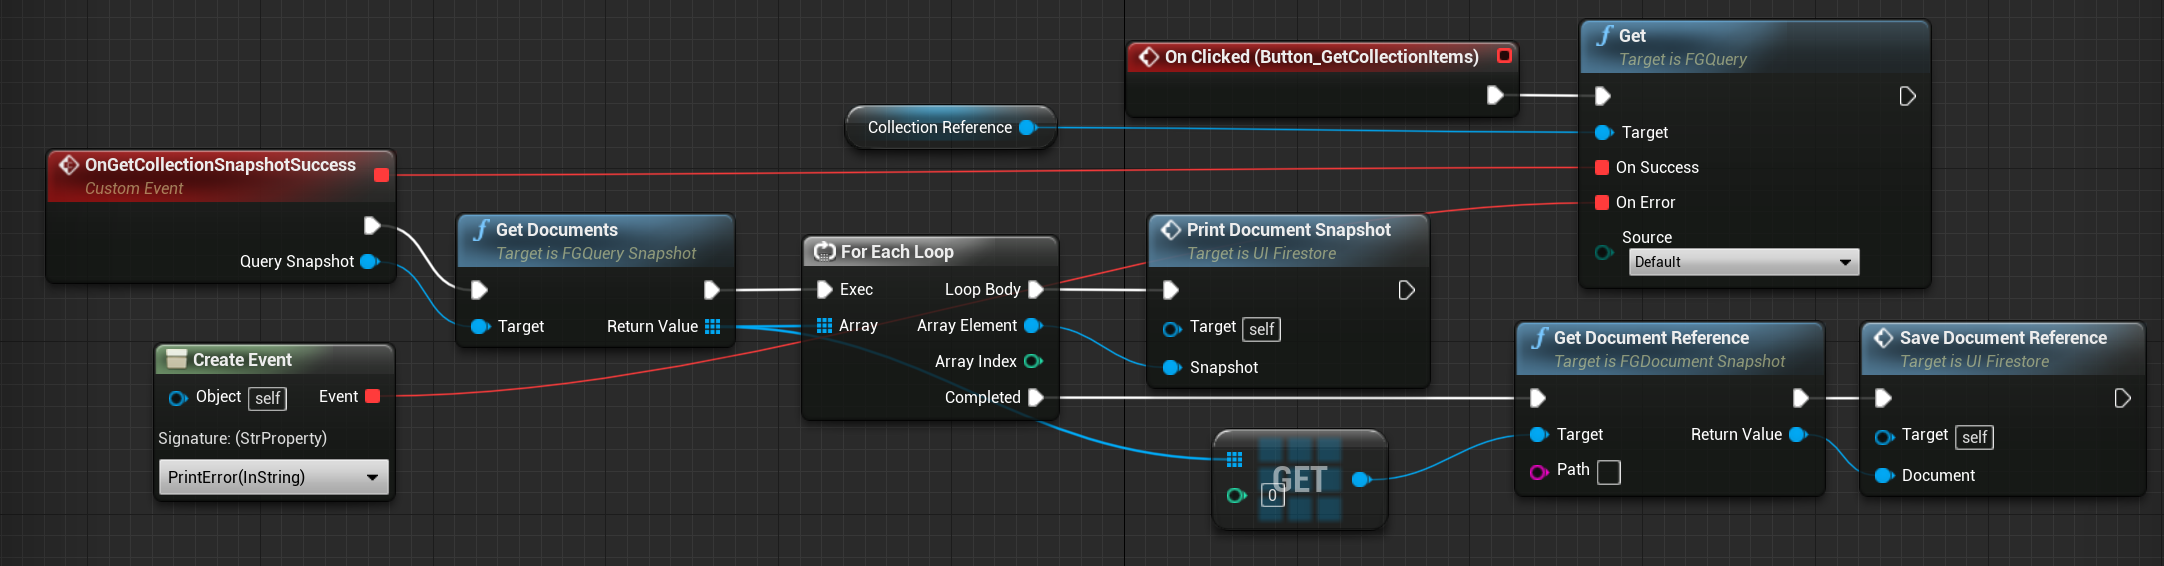 On Clicked (Button_GetCollectionItems)
Get
Target is FGQuery
Target
On Success
On Error
Source
Default
Collection Reference
OnGetCollectionSnapshotSuccess
Custom Event
Query Snapshot
Get Documents
Target is FGQuery Snapshot
Target
Return Value
For Each Loop
Exec
Loop Body
Array
Array Element
Array Index
Completed
Print Document Snapshot
Target is UI Firestore
Target
self
Snapshot
Create Event
Object
self
Event
Signature: (StrProperty)
PrintError(InString)
GET
0
Get Document Reference
Target is FGDocument Snapshot
Target
Return Value
Path
Save Document Reference
Target is UI Firestore
Target
self
Document